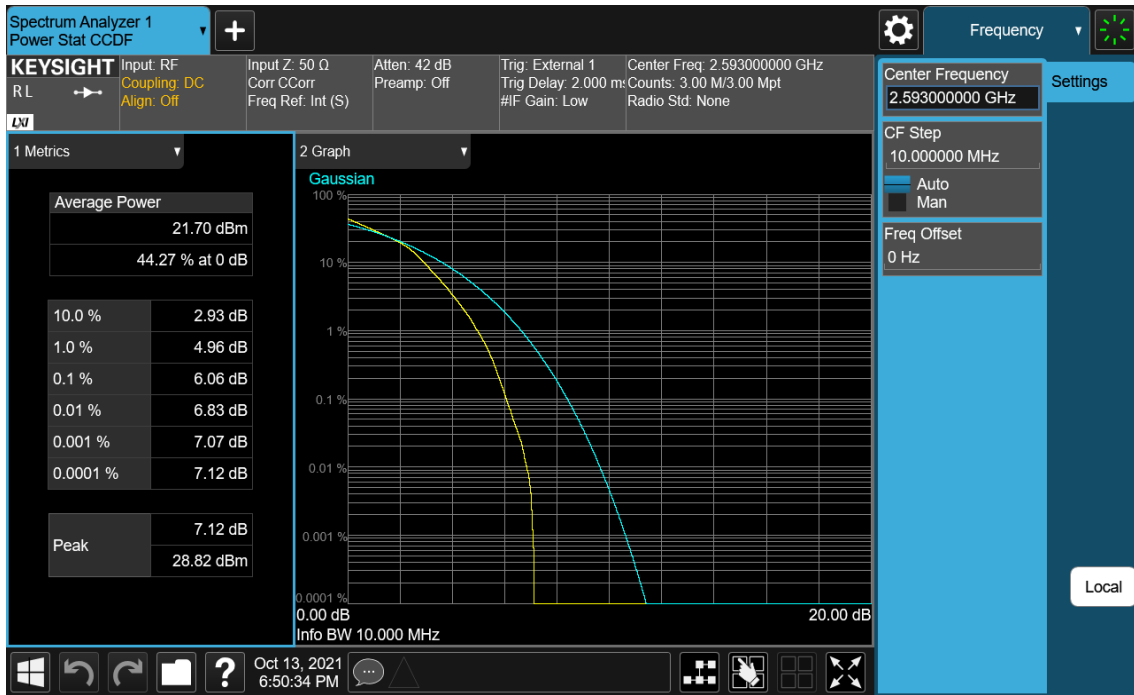 Spectrum Analyzer 1
Power Stat CCDF
Frequency
KEYSIGHT
RL
LXI
Input: RF
Coupling: DC
Align: Off
Input Z: 50 Ω
Corr CCorr
Freq Ref: Int (S)
Atten: 42 dB
Preamp: Off
Trig: External 1
Trig Delay: 2.000 ms
#IF Gain: Low
Center Freq: 2.593000000 GHz
Counts: 3.00 M/3.00 Mpt
Radio Std: None
Center Frequency
2.593000000 GHz
Settings
CF Step
10.000000 MHz
Auto
Man
Freq Offset
0 Hz
Local
1 Metrics
Average Power
21.70 dBm
44.27 % at 0 dB
10.0 % 2.93 dB
1.0 % 4.96 dB
0.1 % 6.06 dB
0.01 % 6.83 dB
0.001 % 7.07 dB
0.0001 % 7.12 dB
Peak
7.12 dB
28.82 dBm
2 Graph
Gaussian
100 %
10 %
1 %
0.1 %
0.01 %
0.001 %
0.0001 %
0.00 dB 20.00 dB
Info BW 10.000 MHz
?
Oct 13, 2021
6:50:34 PM